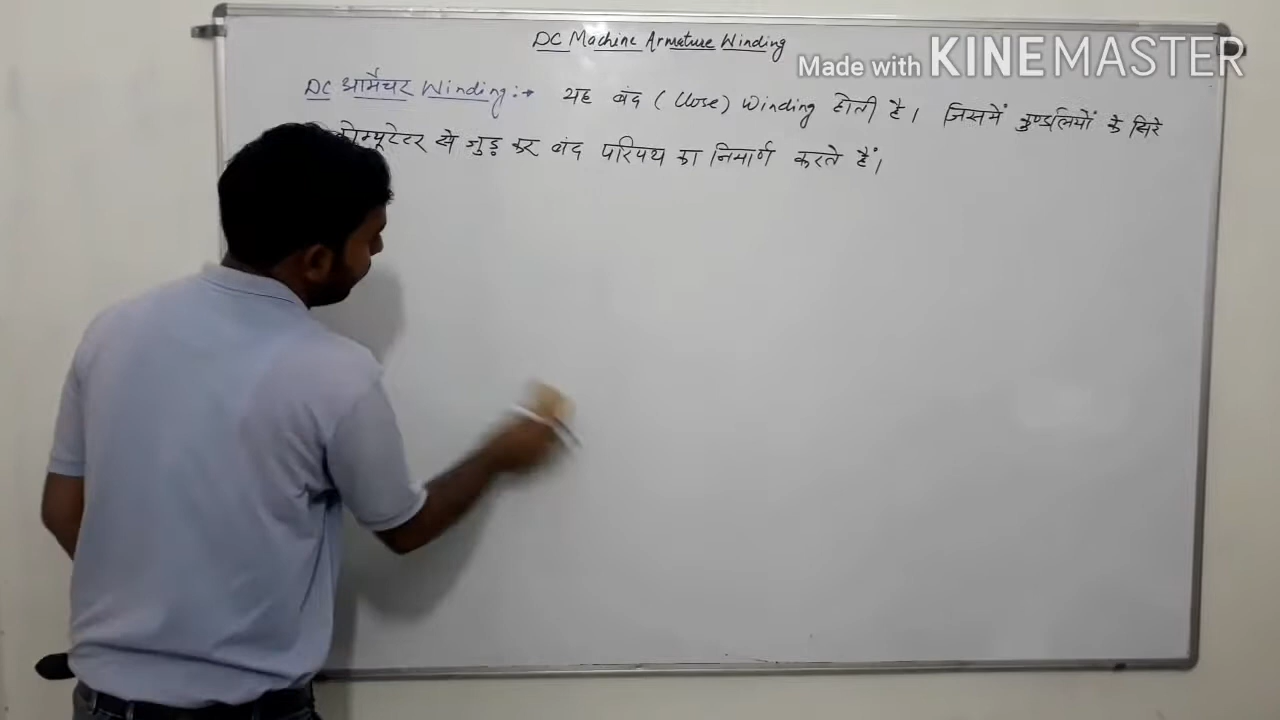 DC Machine Armature Winding
Made with KINEMASTER
DC आर्मेचर Winding :→ यह बंद (Close) Winding होती है। जिसमें कुण्डलियों के सिरे
कोम्यूटेटर से जुड़ कर बंद परिपथ का निमार्ण करते हैं।